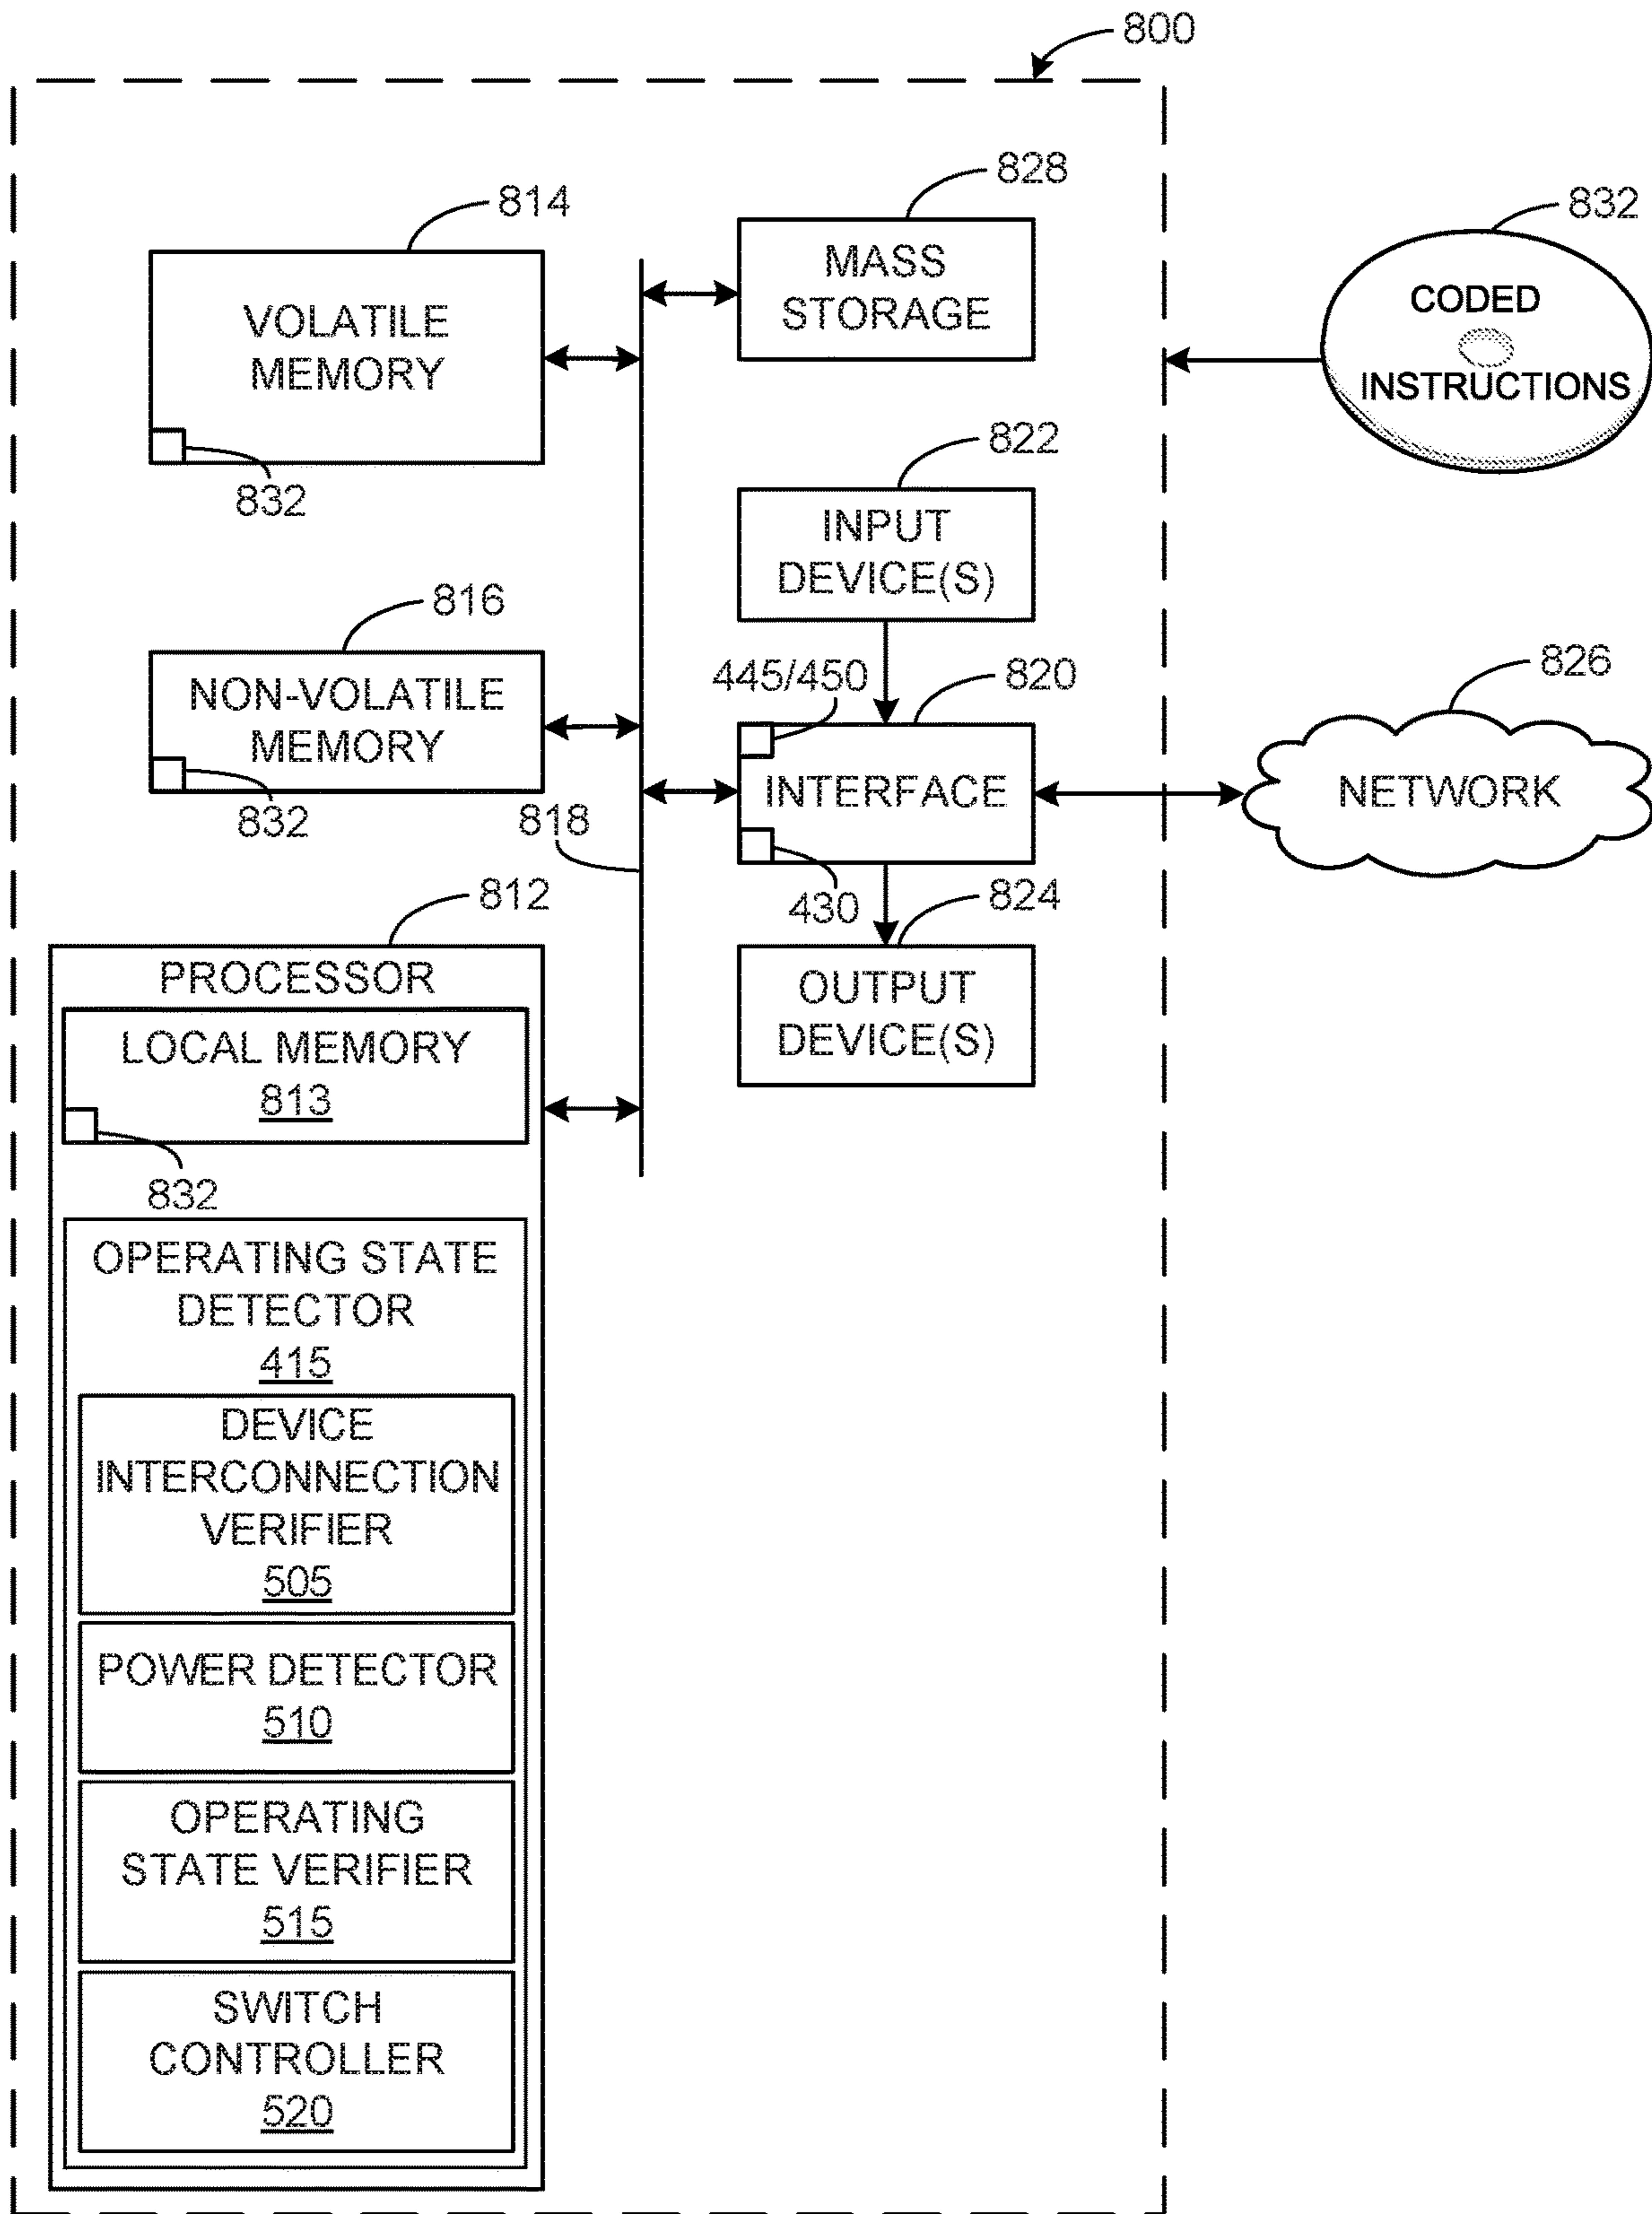 800
828
814
832
MASS
STORAGE
CODED
INSTRUCTIONS
VOLATILE
MEMORY
822
832
INPUT
DEVICE(S)
816
826
445/450
820
NON-VOLATILE
MEMORY
INTERFACE
NETWORK
832
818
812
430
824
PROCESSOR
OUTPUT
DEVICE(S)
LOCAL MEMORY
813
832
OPERATING STATE
DETECTOR
415
DEVICE
INTERCONNECTION
VERIFIER
505
POWER DETECTOR
510
OPERATING
STATE VERIFIER
515
SWITCH
CONTROLLER
520